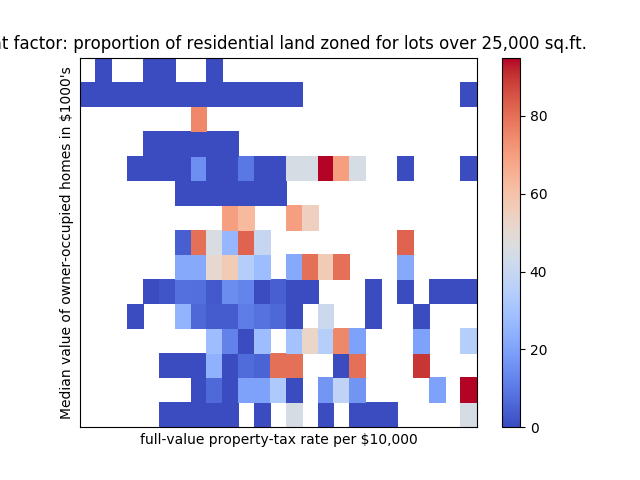 factor: proportion of residential land zoned for lots over 25,000 sq.ft.
Median value of owner-occupied homes in $1000's
80
60
40
20
0
full-value property-tax rate per $10,000